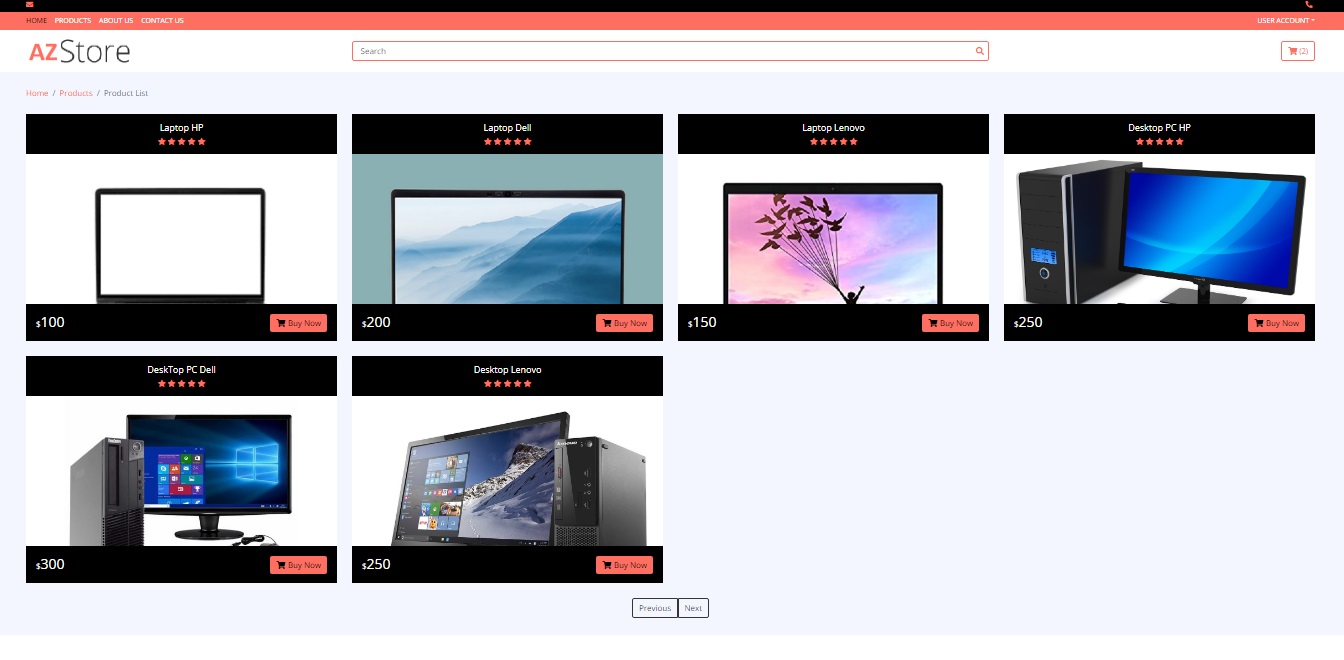 HOME PRODUCTS ABOUT US CONTACT US USER ACCOUNT
AZ Store
Search
(2)
Home / Products / Product List
Laptop HP
Laptop Dell
Laptop Lenovo
Desktop PC HP
$100 Buy Now
$200 Buy Now
$150 Buy Now
$250 Buy Now
DeskTop PC Dell
Desktop Lenovo
$300 Buy Now
$250 Buy Now
Previous Next